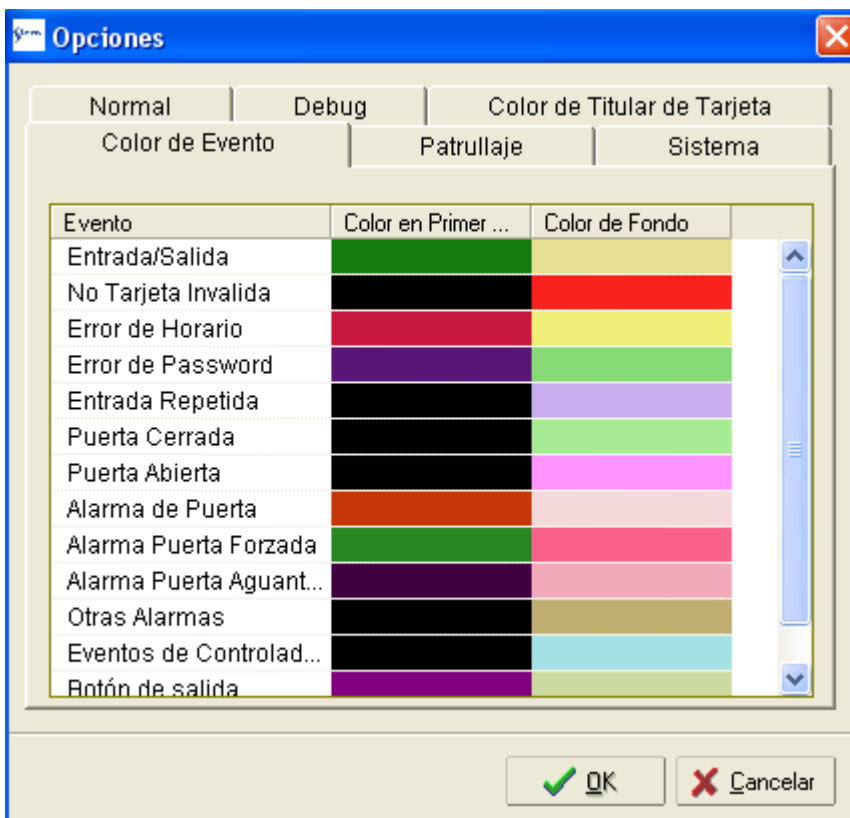 Opciones
Normal Debug Color de Titular de Tarjeta
Color de Evento Patrullaje Sistema
Evento Color en Primer ... Color de Fondo
Entrada/Salida
No Tarjeta Invalida
Error de Horario
Error de Password
Entrada Repetida
Puerta Cerrada
Puerta Abierta
Alarma de Puerta
Alarma Puerta Forzada
Alarma Puerta Aguant...
Otras Alarmas
Eventos de Controlad...
Botón de salida
OK Cancelar